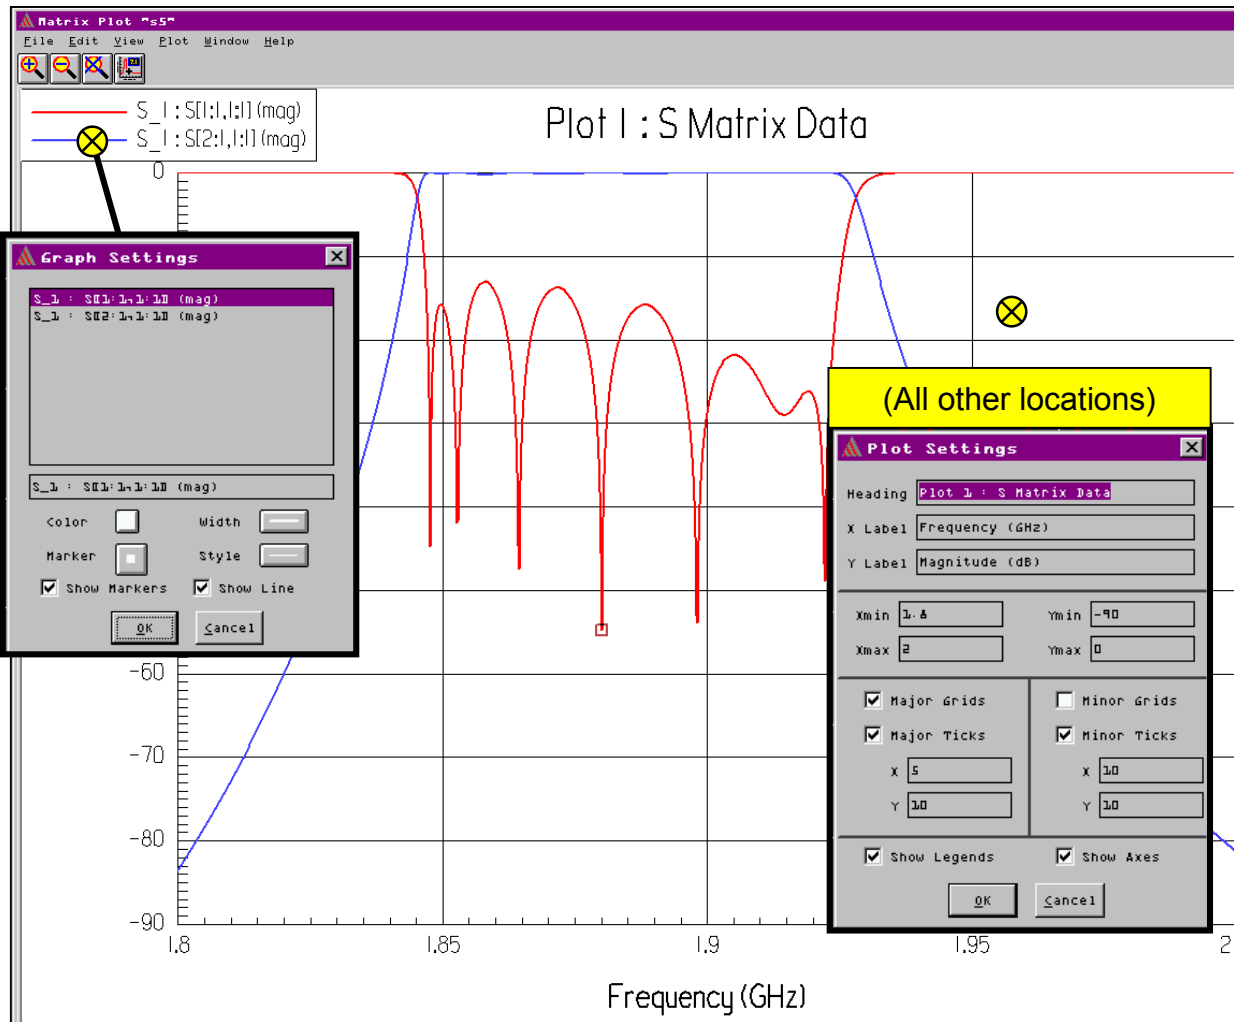 Matrix Plot "s5"
File Edit View Plot Window Help
S_1 : S[1:1,1:1] (mag)
S_1 : S[2:1,1:1] (mag)
Plot 1 : S Matrix Data
0
Graph Settings
S_1 : S[1:1,1:1] (mag)
S_1 : S[2:1,1:1] (mag)
S_1 : S[1:1,1:1] (mag)
Color Width
Marker Style
Show Markers Show Line
OK Cancel
(All other locations)
Plot Settings
Heading Plot 1 : S Matrix Data
X Label Frequency (GHz)
Y Label Magnitude (dB)
Xmin 1.8 Ymin -90
Xmax 2 Ymax 0
Major Grids Minor Grids
Major Ticks Minor Ticks
X 5 X 10
Y 10 Y 10
Show Legends Show Axes
OK Cancel
-60
-70
-80
-90
1.8 1.85 1.9 1.95 2
Frequency (GHz)